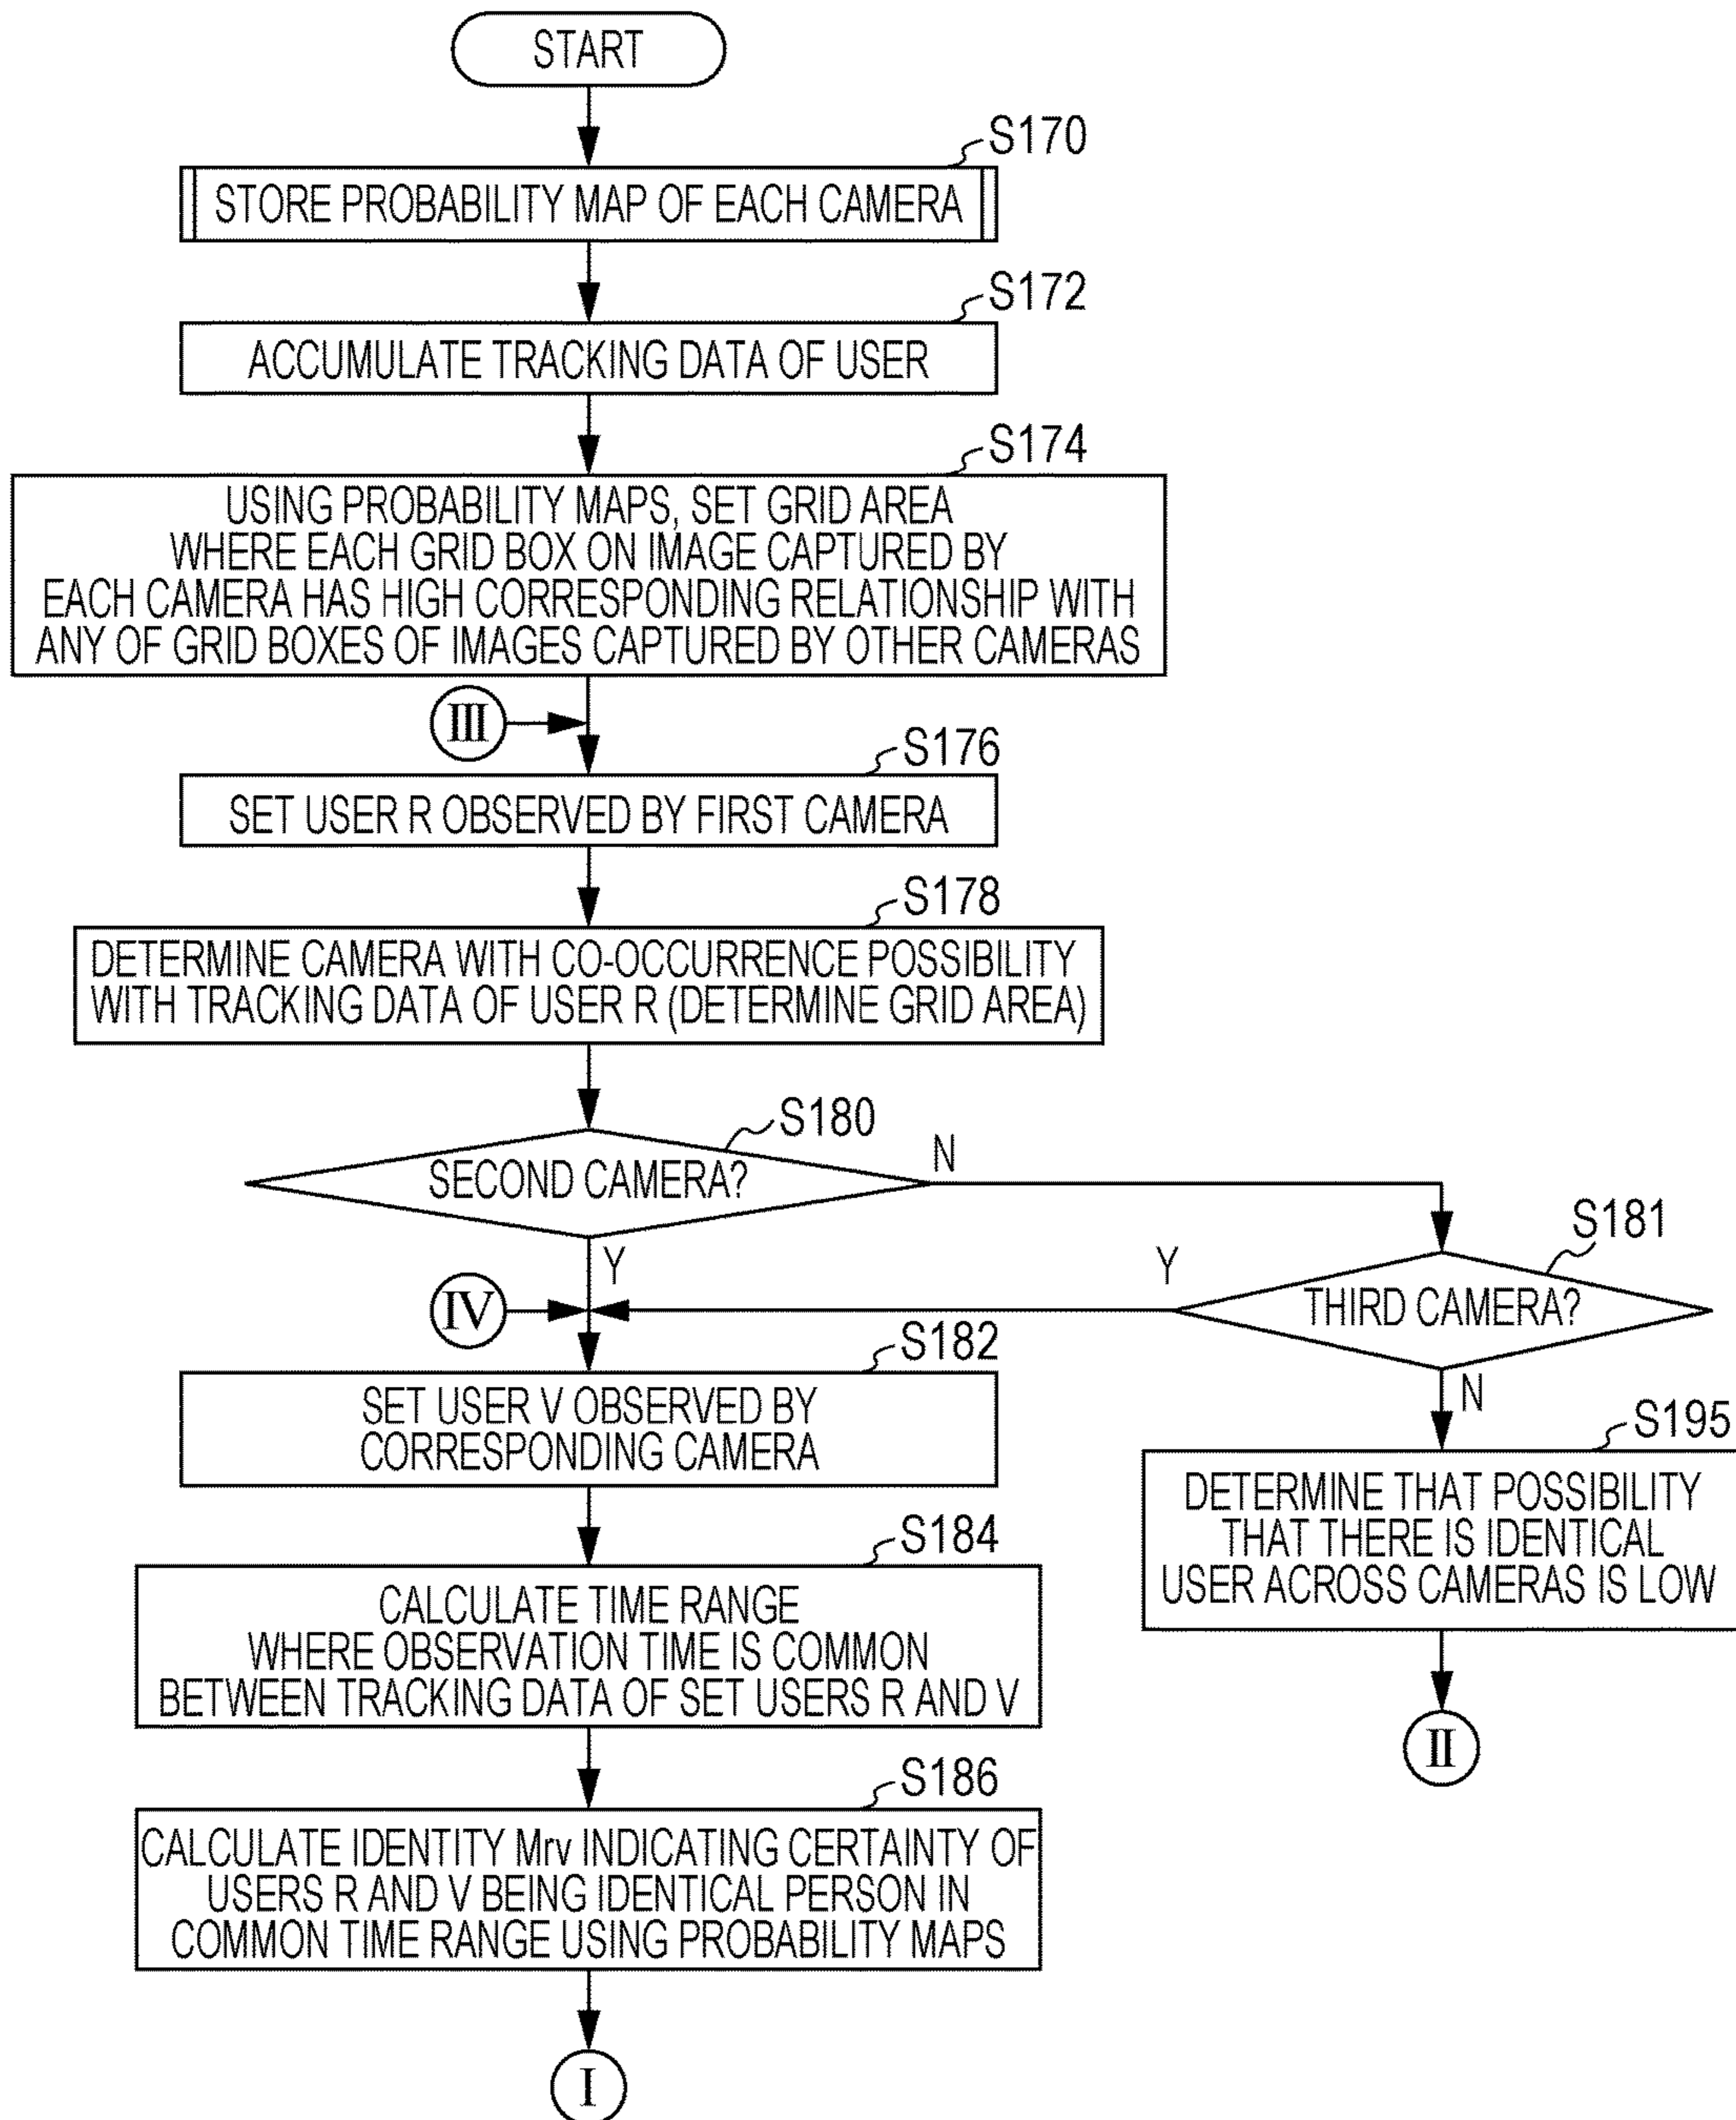 START
S170
STORE PROBABILITY MAP OF EACH CAMERA
S172
ACCUMULATE TRACKING DATA OF USER
S174
USING PROBABILITY MAPS, SET GRID AREA
WHERE EACH GRID BOX ON IMAGE CAPTURED BY
EACH CAMERA HAS HIGH CORRESPONDING RELATIONSHIP WITH
ANY OF GRID BOXES OF IMAGES CAPTURED BY OTHER CAMERAS
III
S176
SET USER R OBSERVED BY FIRST CAMERA
S178
DETERMINE CAMERA WITH CO-OCCURRENCE POSSIBILITY
WITH TRACKING DATA OF USER R (DETERMINE GRID AREA)
S180
SECOND CAMERA?
N
Y
S181
THIRD CAMERA?
Y
N
IV
S182
SET USER V OBSERVED BY
CORRESPONDING CAMERA
S195
DETERMINE THAT POSSIBILITY
THAT THERE IS IDENTICAL
USER ACROSS CAMERAS IS LOW
II
S184
CALCULATE TIME RANGE
WHERE OBSERVATION TIME IS COMMON
BETWEEN TRACKING DATA OF SET USERS R AND V
S186
CALCULATE IDENTITY Mrv INDICATING CERTAINTY OF
USERS R AND V BEING IDENTICAL PERSON IN
COMMON TIME RANGE USING PROBABILITY MAPS
I